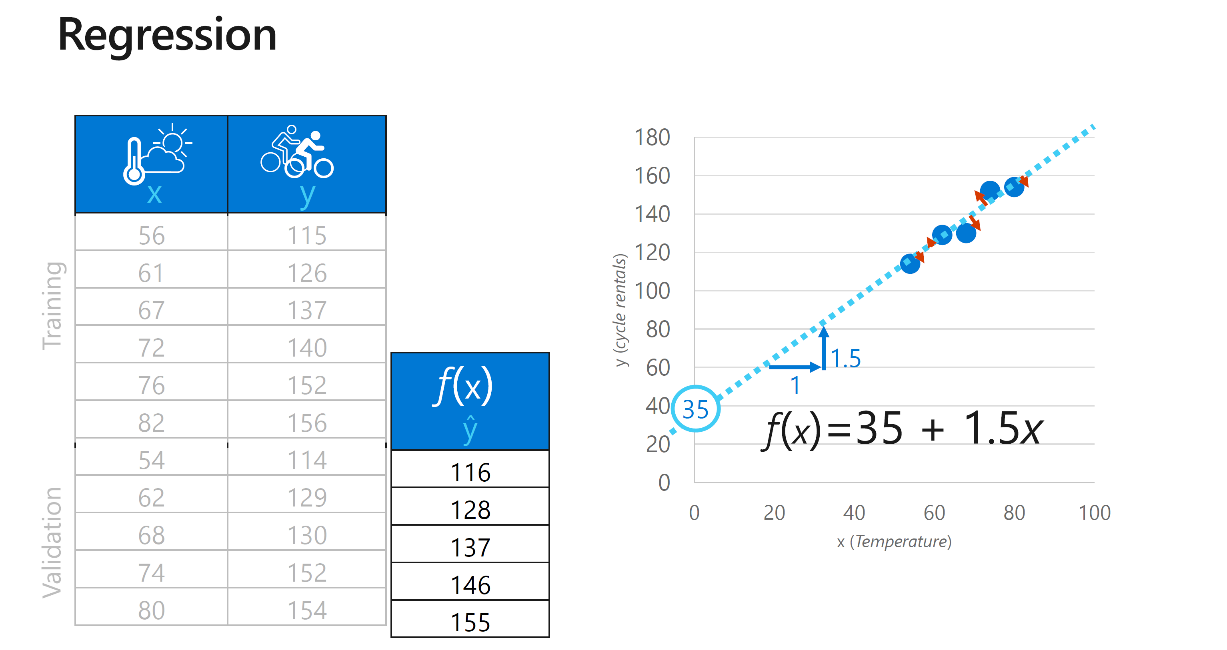 Regression
x y
Training
56 115
61 126
67 137
72 140
76 152
82 156
Validation
54 114
62 129
68 130
74 152
80 154
f(x)
ŷ
116
128
137
146
155
y (cycle rentals)
180
160
140
120
100
80
60
40
20
0
35
1
1.5
f(x)=35 + 1.5x
0 20 40 60 80 100
x (Temperature)